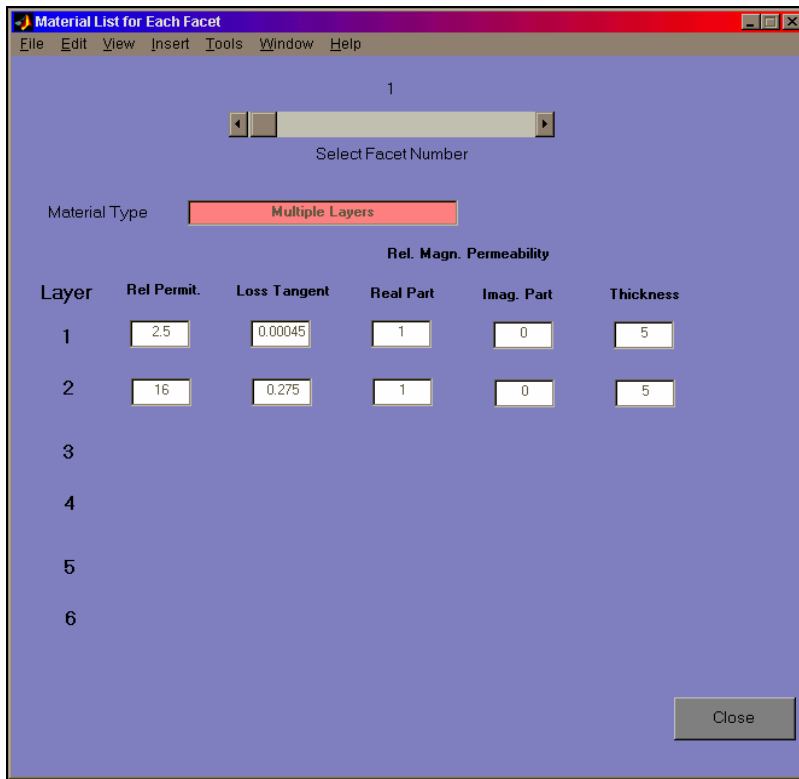 Material List for Each Facet
File Edit View Insert Tools Window Help
1
Select Facet Number
Material Type Multiple Layers
Rel. Magn. Permeability
Layer Rel Permit. Loss Tangent Real Part Imag. Part Thickness
1 2.5 0.00045 1 0 5
2 16 0.275 1 0 5
3
4
5
6
Close